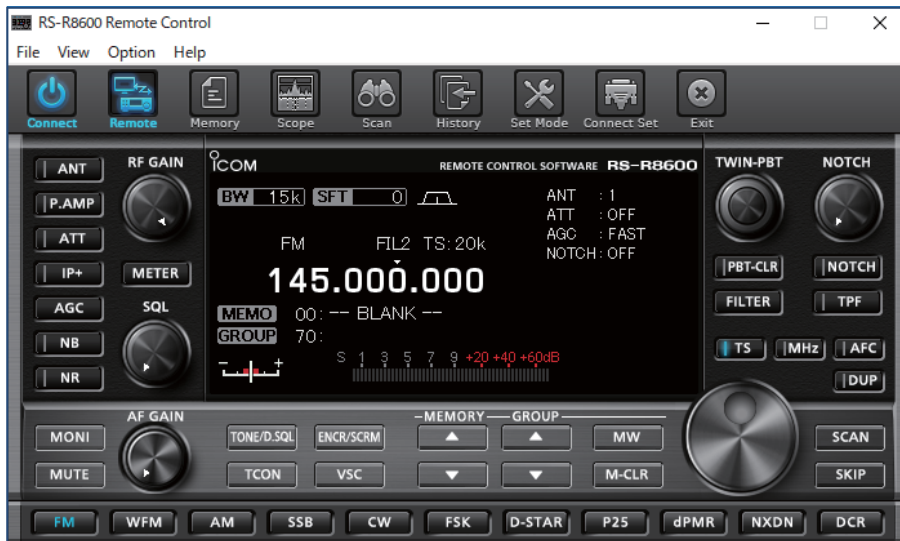 RS-R8600 Remote Control
File View Option Help
Connect Remote Memory Scope Scan History Set Mode Connect Set Exit
ANT RF GAIN ICOM REMOTE CONTROL SOFTWARE RS-R8600 TWIN-PBT NOTCH
P.AMP BW 15k SFT 0 ANT : 1
ATT ATT : OFF
AGC : FAST
FM FIL2 TS: 20k NOTCH: OFF
IP+ METER 145.000.000 PBT-CLR NOTCH
AGC SQL MEMO 00: -- BLANK -- FILTER TPF
GROUP 70:
NB S 1 3 5 7 9 +20 +40 +60dB TS MHz AFC
- +
NR DUP
AF GAIN MEMORY GROUP
MONI TONE/D.SQL ENCR/SCRM MW SCAN
MUTE TCON VSC M-CLR SKIP
FM WFM AM SSB CW FSK D-STAR P25 dPMR NXDN DCR